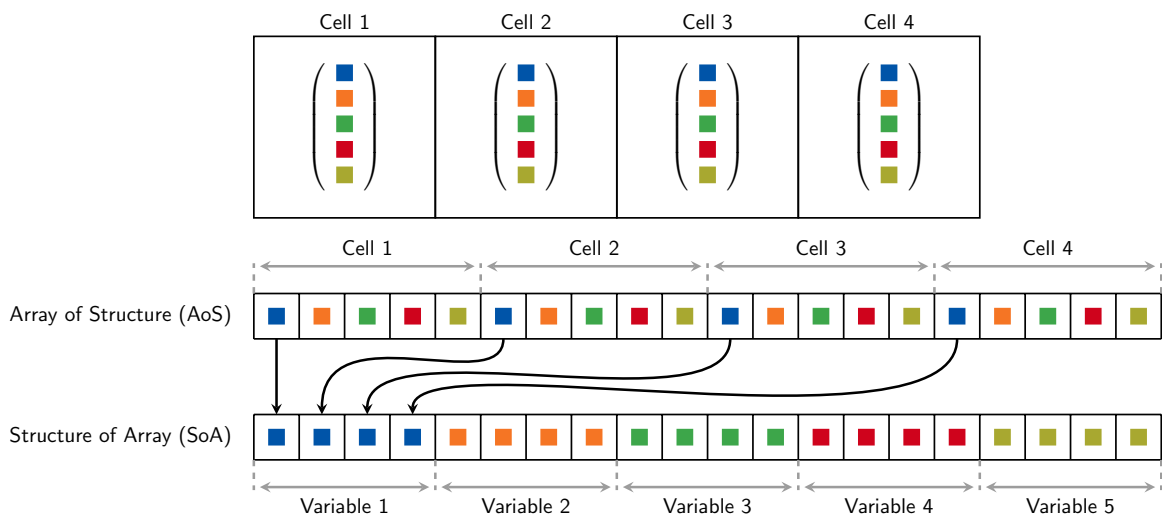 Cell 1 Cell 2 Cell 3 Cell 4
Cell 1 Cell 2 Cell 3 Cell 4
Array of Structure (AoS)
Structure of Array (SoA)
Variable 1 Variable 2 Variable 3 Variable 4 Variable 5